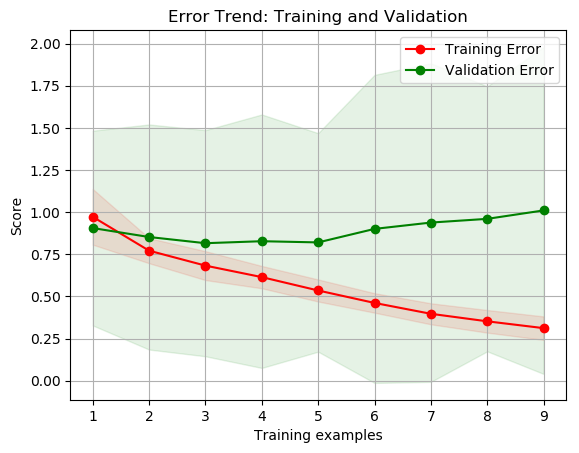 Error Trend: Training and Validation
Training Error
Validation Error
Score
2.00
1.75
1.50
1.25
1.00
0.75
0.50
0.25
0.00
1 2 3 4 5 6 7 8 9
Training examples